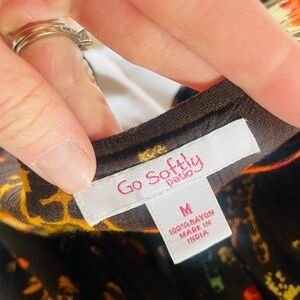 Go Softly
patio
M
100% RAYON
MADE IN
INDIA